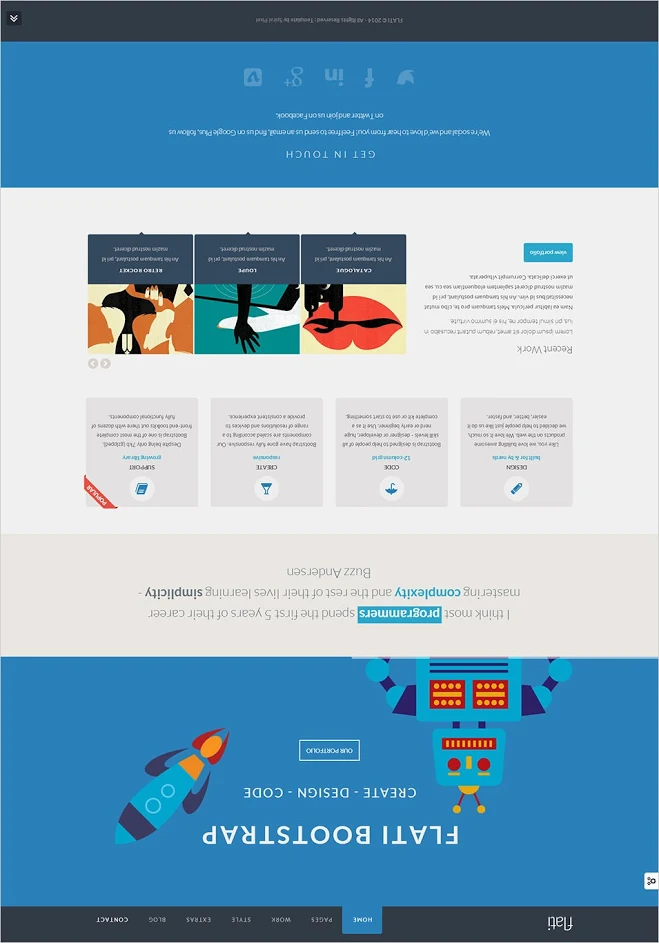 flati
HOME PAGES WORK STYLE EXTRAS BLOG CONTACT
FLATI BOOTSTRAP
CREATE - DESIGN - CODE
OUR PORTFOLIO
I think most programmers spend the first 5 years of their career
mastering complexity and the rest of their lives learning simplicity -
Buzz Andersen
DESIGN
built for & by nerds
Like you, we love building awesome
products on the web. We love it so much,
we decided to help people just like us do it
easier, better, and faster.
CODE
12-column grid
Bootstrap is designed to help people of all
skill levels - designer or developer, huge
nerd or early beginner. Use it as a
complete kit or use to start something.
CREATE
responsive
Bootstrap have gone fully responsive. Our
components are scaled according to a
range of resolutions and devices to
provide a consistent experience.
POPULAR
SUPPORT
growing library
Despite being only 7kb (gzipped),
Bootstrap is one of the most complete
front-end toolkits out there with dozens of
fully functional components.
Recent Work
Lorem ipsum dolor sit amet, rebum putant recusabo in
ius, pri simul tempor ne, his ei summo virtute.
Nam ea labitur pericula. Meis tamquam pro te, cibo mutat
necessitatibus id vim. An his tamquam postulant, pri id
mazim nostrud diceret sapientem eloquentiam sea cu, sea
ut exerci delicata. Corrumpit vituperata.
view portfolio
CATALOGUE
An his tamquam postulant, pri id
mazim nostrud diceret.
LOUPE
An his tamquam postulant, pri id
mazim nostrud diceret.
RETRO ROCKET
An his tamquam postulant, pri id
mazim nostrud diceret.
GET IN TOUCH
We're social and we'd love to hear from you! Feel free to send us an email, find us on Google Plus, follow us
on Twitter and join us on Facebook.
FLATI © 2014 - All Rights Reserved : Template by Spiral Pixel